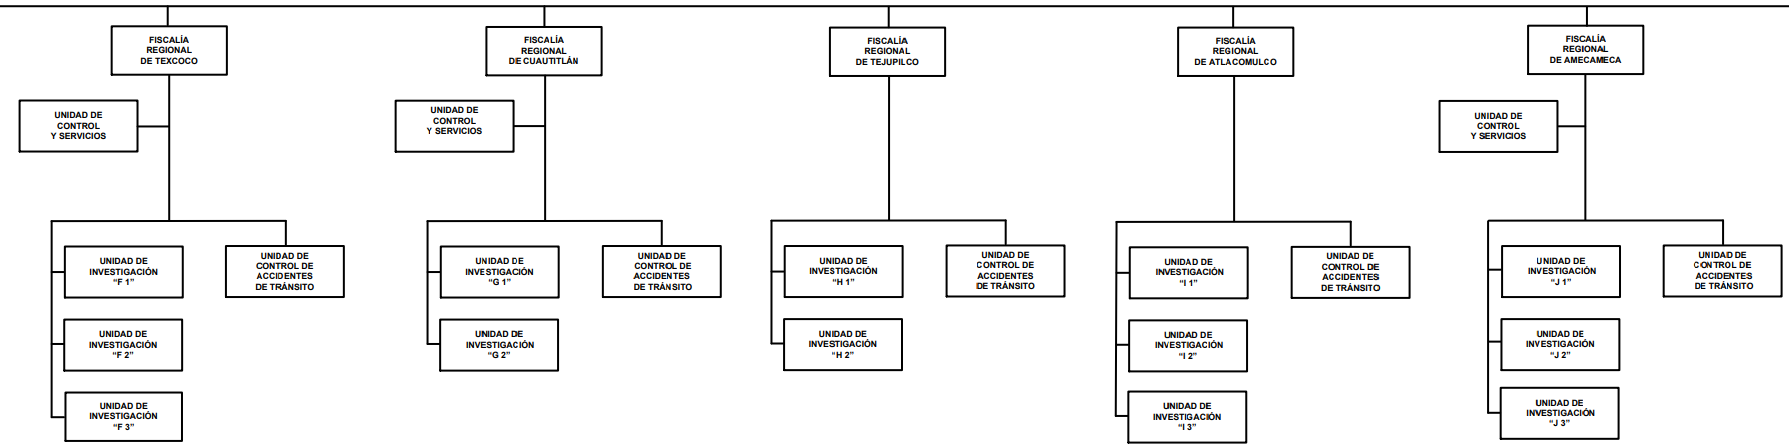 FISCALÍA
REGIONAL
DE TEXCOCO
FISCALÍA
REGIONAL
DE CUAUTITLÁN
FISCALÍA
REGIONAL
DE TEJUPILCO
FISCALÍA
REGIONAL
DE ATLACOMULCO
FISCALÍA
REGIONAL
DE AMECAMECA
UNIDAD DE
CONTROL
Y SERVICIOS
UNIDAD DE
CONTROL
Y SERVICIOS
UNIDAD DE
CONTROL
Y SERVICIOS
UNIDAD DE
INVESTIGACIÓN
“F 1”
UNIDAD DE
CONTROL DE
ACCIDENTES
DE TRÁNSITO
UNIDAD DE
INVESTIGACIÓN
“G 1”
UNIDAD DE
CONTROL DE
ACCIDENTES
DE TRÁNSITO
UNIDAD DE
INVESTIGACIÓN
“H 1”
UNIDAD DE
CONTROL DE
ACCIDENTES
DE TRÁNSITO
UNIDAD DE
INVESTIGACIÓN
“I 1”
UNIDAD DE
CONTROL DE
ACCIDENTES
DE TRÁNSITO
UNIDAD DE
INVESTIGACIÓN
“J 1”
UNIDAD DE
CONTROL DE
ACCIDENTES
DE TRÁNSITO
UNIDAD DE
INVESTIGACIÓN
“F 2”
UNIDAD DE
INVESTIGACIÓN
“G 2”
UNIDAD DE
INVESTIGACIÓN
“H 2”
UNIDAD DE
INVESTIGACIÓN
“I 2”
UNIDAD DE
INVESTIGACIÓN
“J 2”
UNIDAD DE
INVESTIGACIÓN
“F 3”
UNIDAD DE
INVESTIGACIÓN
“I 3”
UNIDAD DE
INVESTIGACIÓN
“J 3”